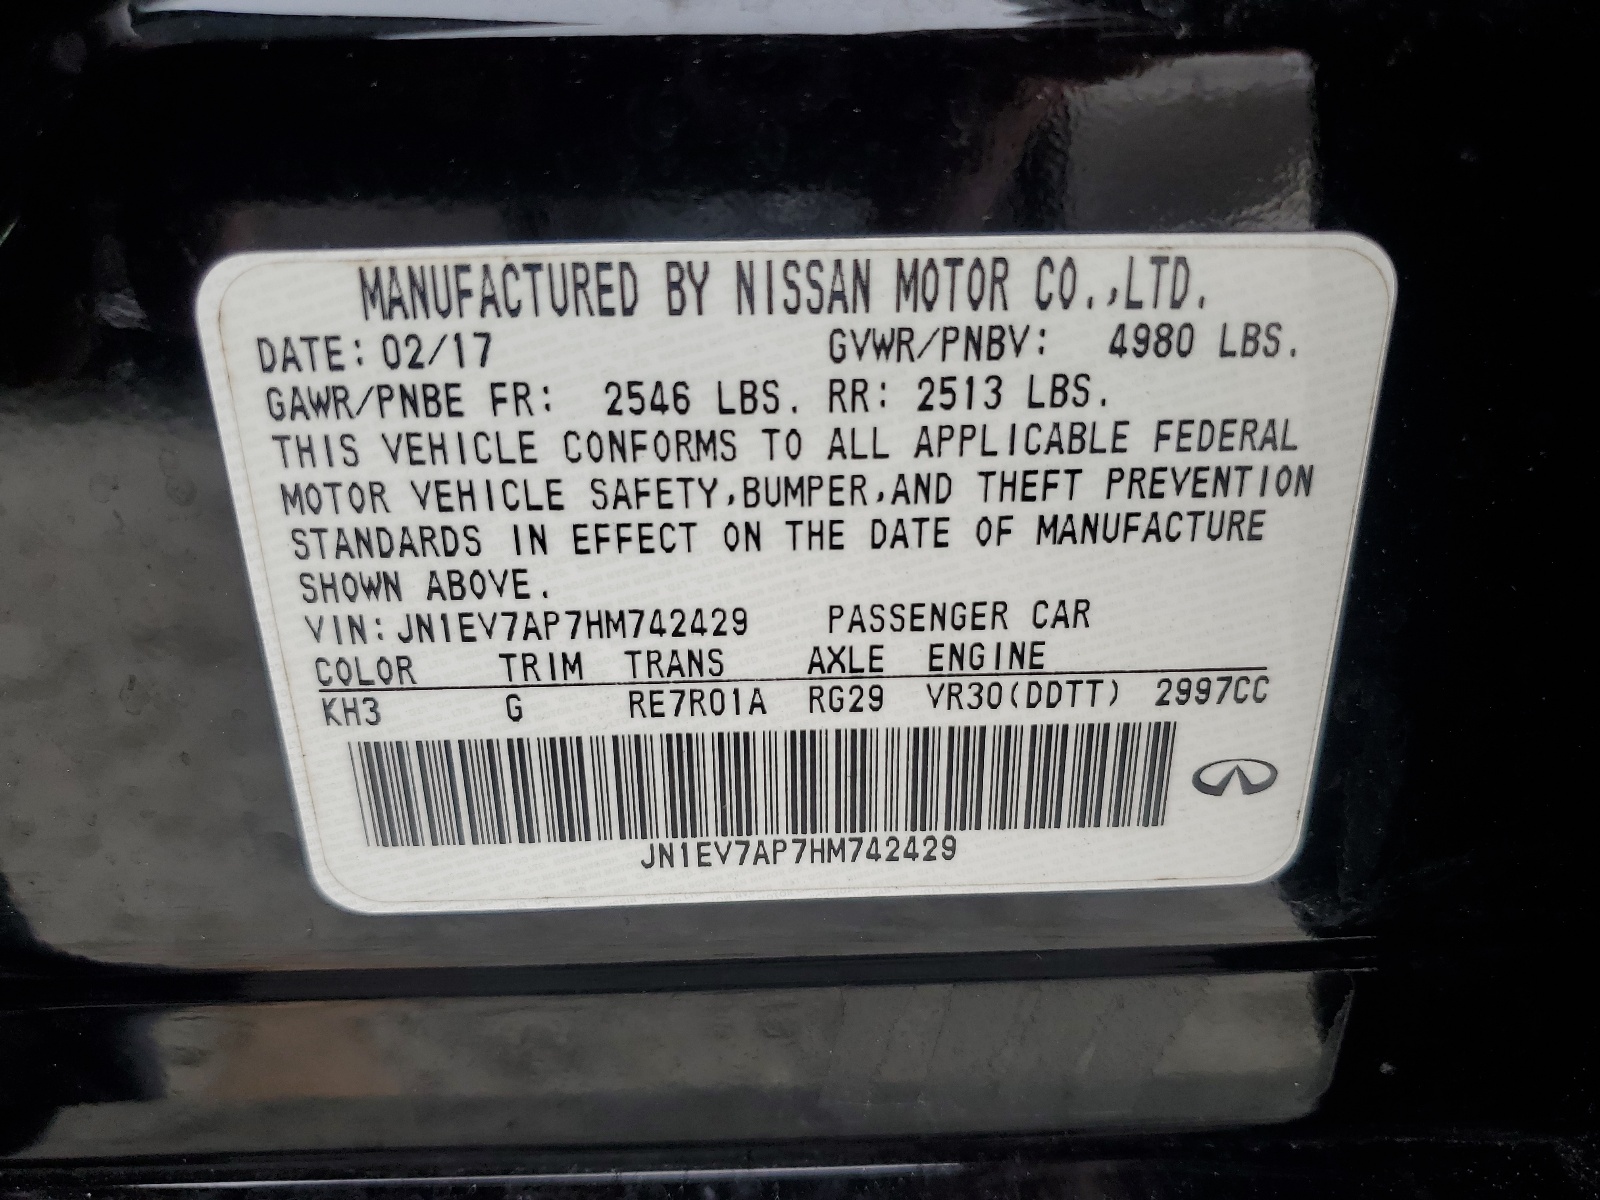 MANUFACTURED BY NISSAN MOTOR CO.,LTD.
DATE: 02/17 GVWR/PNBV: 4980 LBS.
GAWR/PNBE FR: 2546 LBS. RR: 2513 LBS.
THIS VEHICLE CONFORMS TO ALL APPLICABLE FEDERAL
MOTOR VEHICLE SAFETY,BUMPER,AND THEFT PREVENTION
STANDARDS IN EFFECT ON THE DATE OF MANUFACTURE
SHOWN ABOVE.
VIN: JN1EV7AP7HM742429 PASSENGER CAR
COLOR TRIM TRANS AXLE ENGINE
KH3 G RE7R01A RG29 VR30(DDTT) 2997CC
JN1EV7AP7HM742429